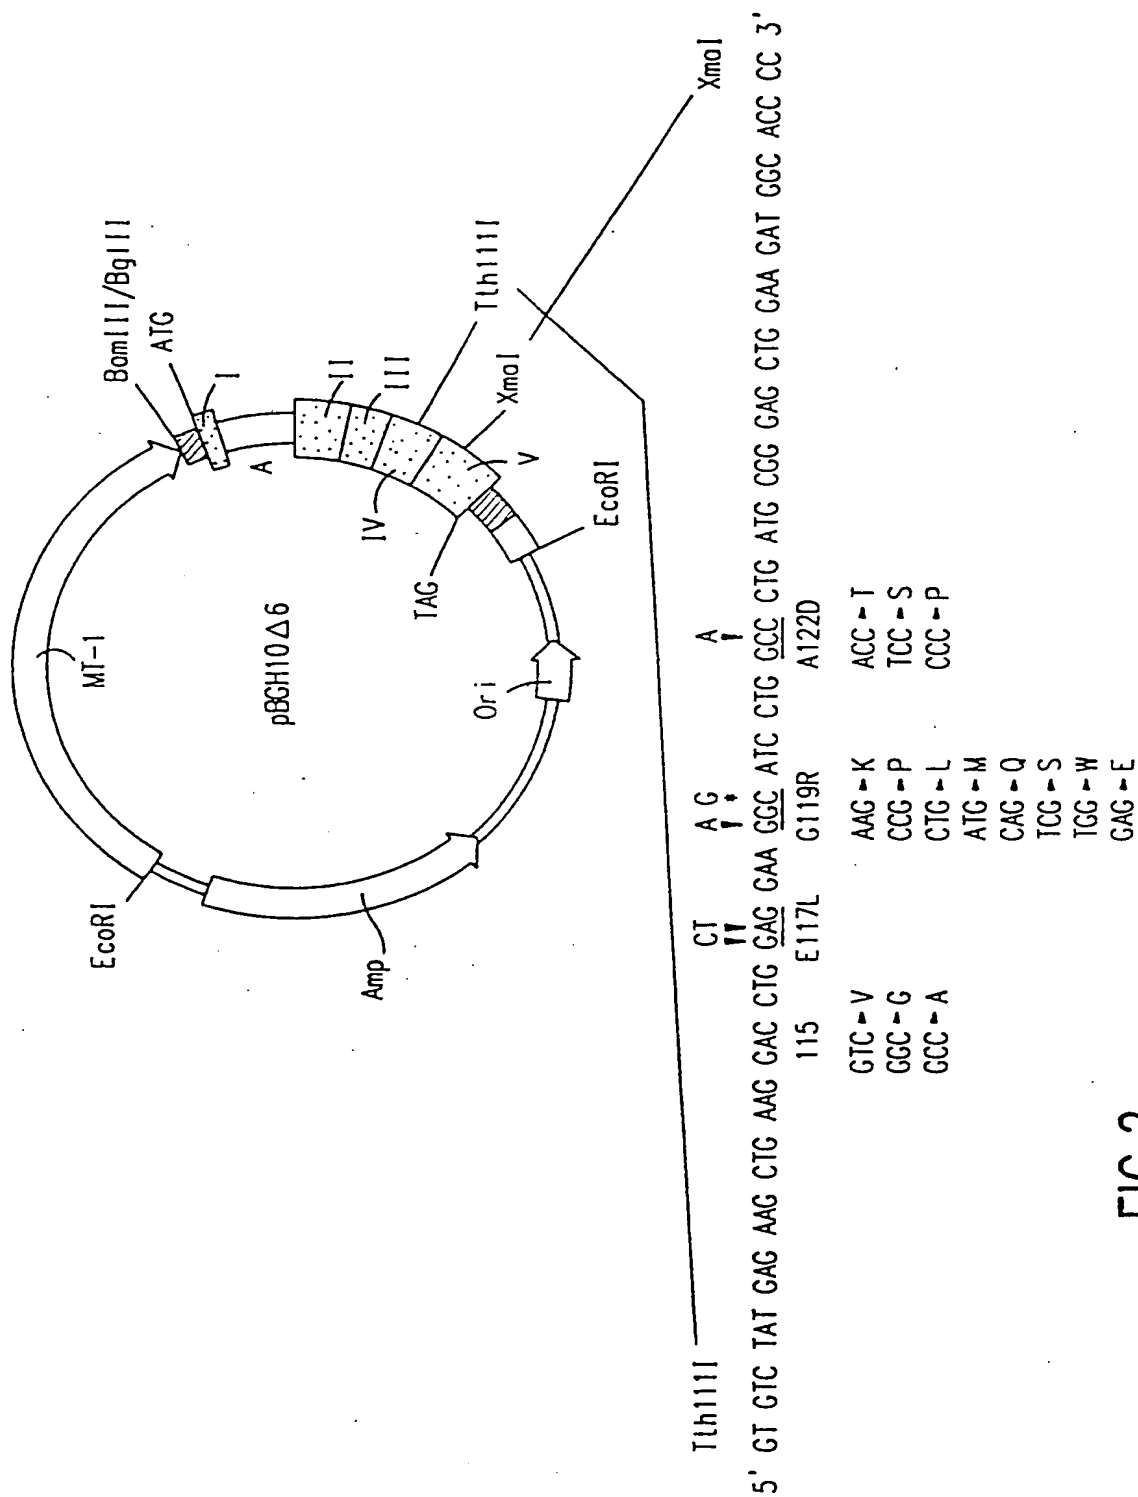 EcoRI
MT-1
pBGH10Δ6
Amp
Ori
BamIII/BglII
ATG
I
A
II
III
IV
V
Tth111I
XmaI
TAG
EcoRI
Tth111I
XmaI
CT
A G
*
A
5' GT GTC TAT GAG AAG CTG AAG GAC CTG GAG GAA GGC ATC CTG GCC CTG ATG CGG GAG CTG GAA GAT GGC ACC CC 3'
115 E117L G119R A122D
GTC ► V AAG ► K ACC ► T
GGC ► G CCG ► P TCC ► S
GCC ► A CTG ► L CCC ► P
ATG ► M
CAG ► Q
TCG ► S
TGG ► W
GAG ► E
FIG. 2